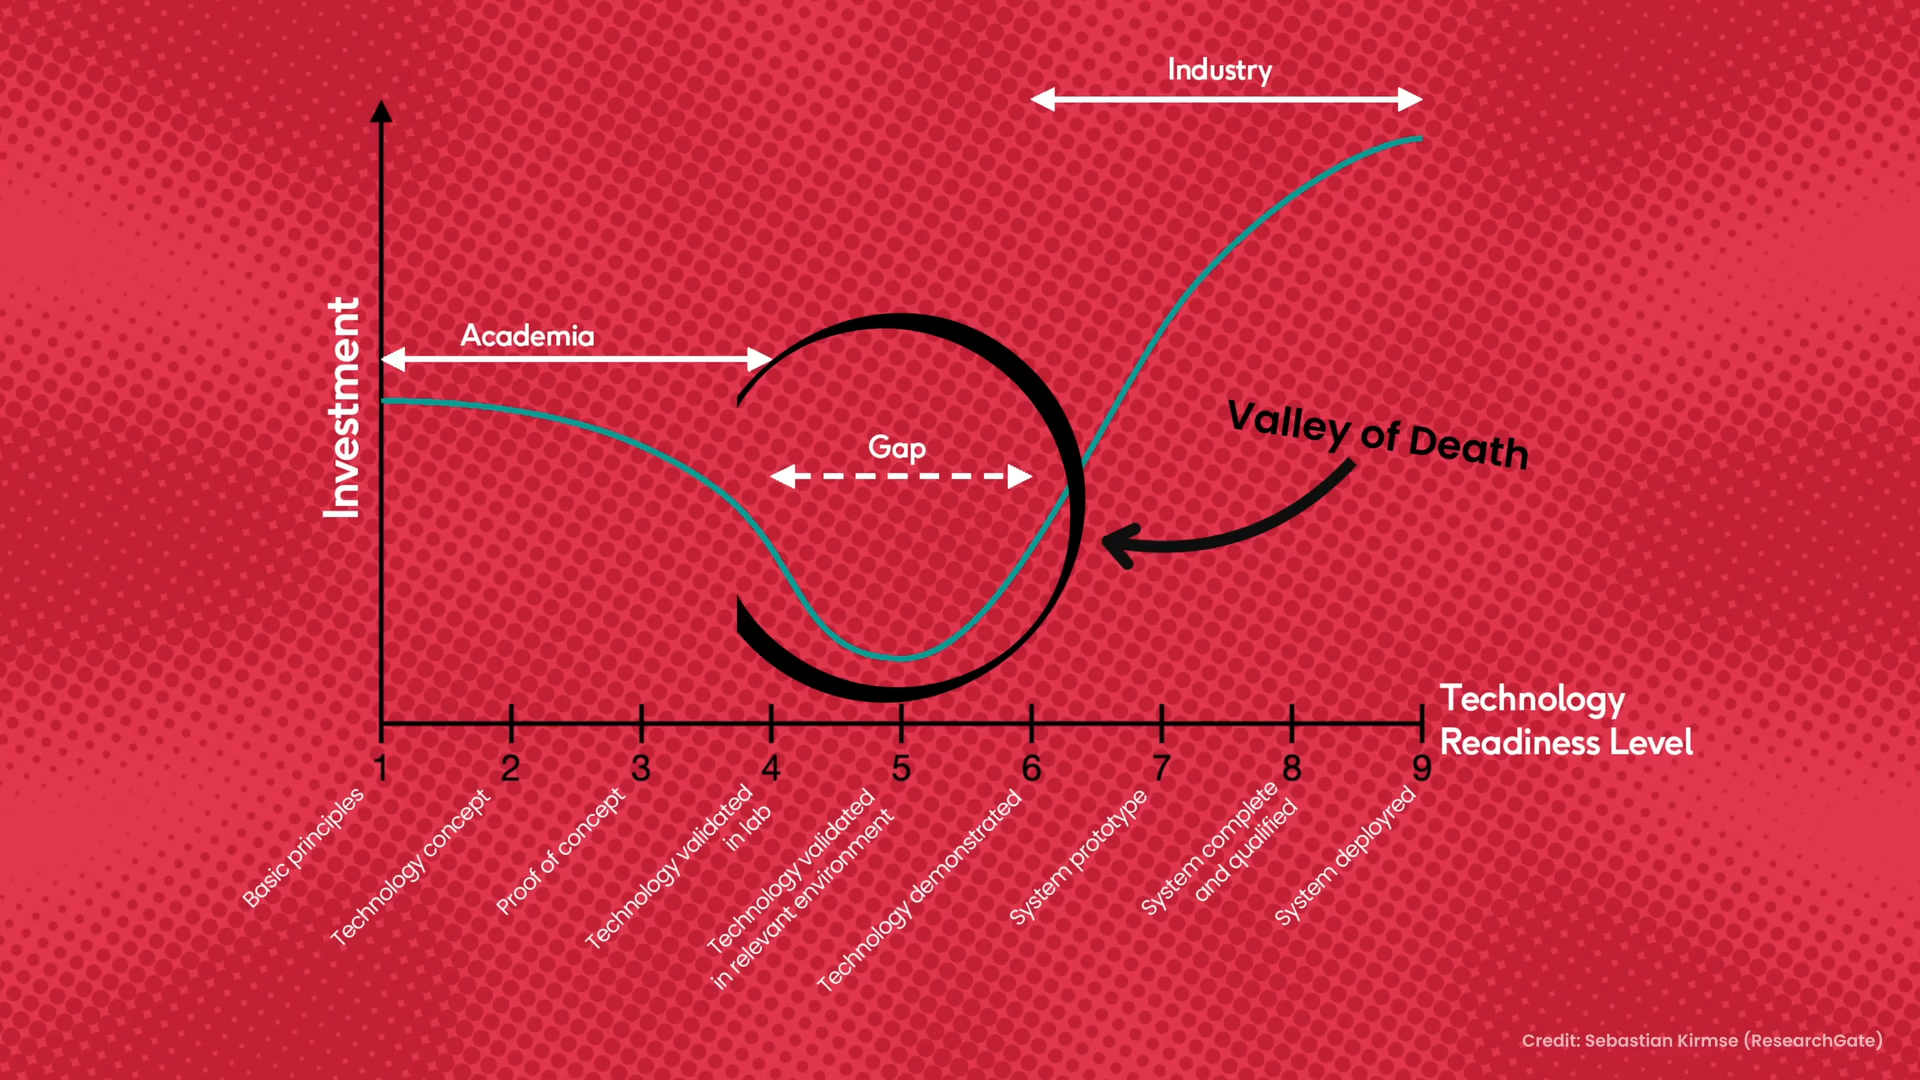 Industry
Academia
Investment
Gap
Valley of Death
Technology
Readiness Level
1 2 3 4 5 6 7 8 9
Basic principles
Technology concept
Proof of concept
Technology validated
in lab
Technology validated
in relevant environment
Technology demonstrated
System prototype
System complete
and qualified
System deployred
Credit: Sebastian Kirmse (ResearchGate)